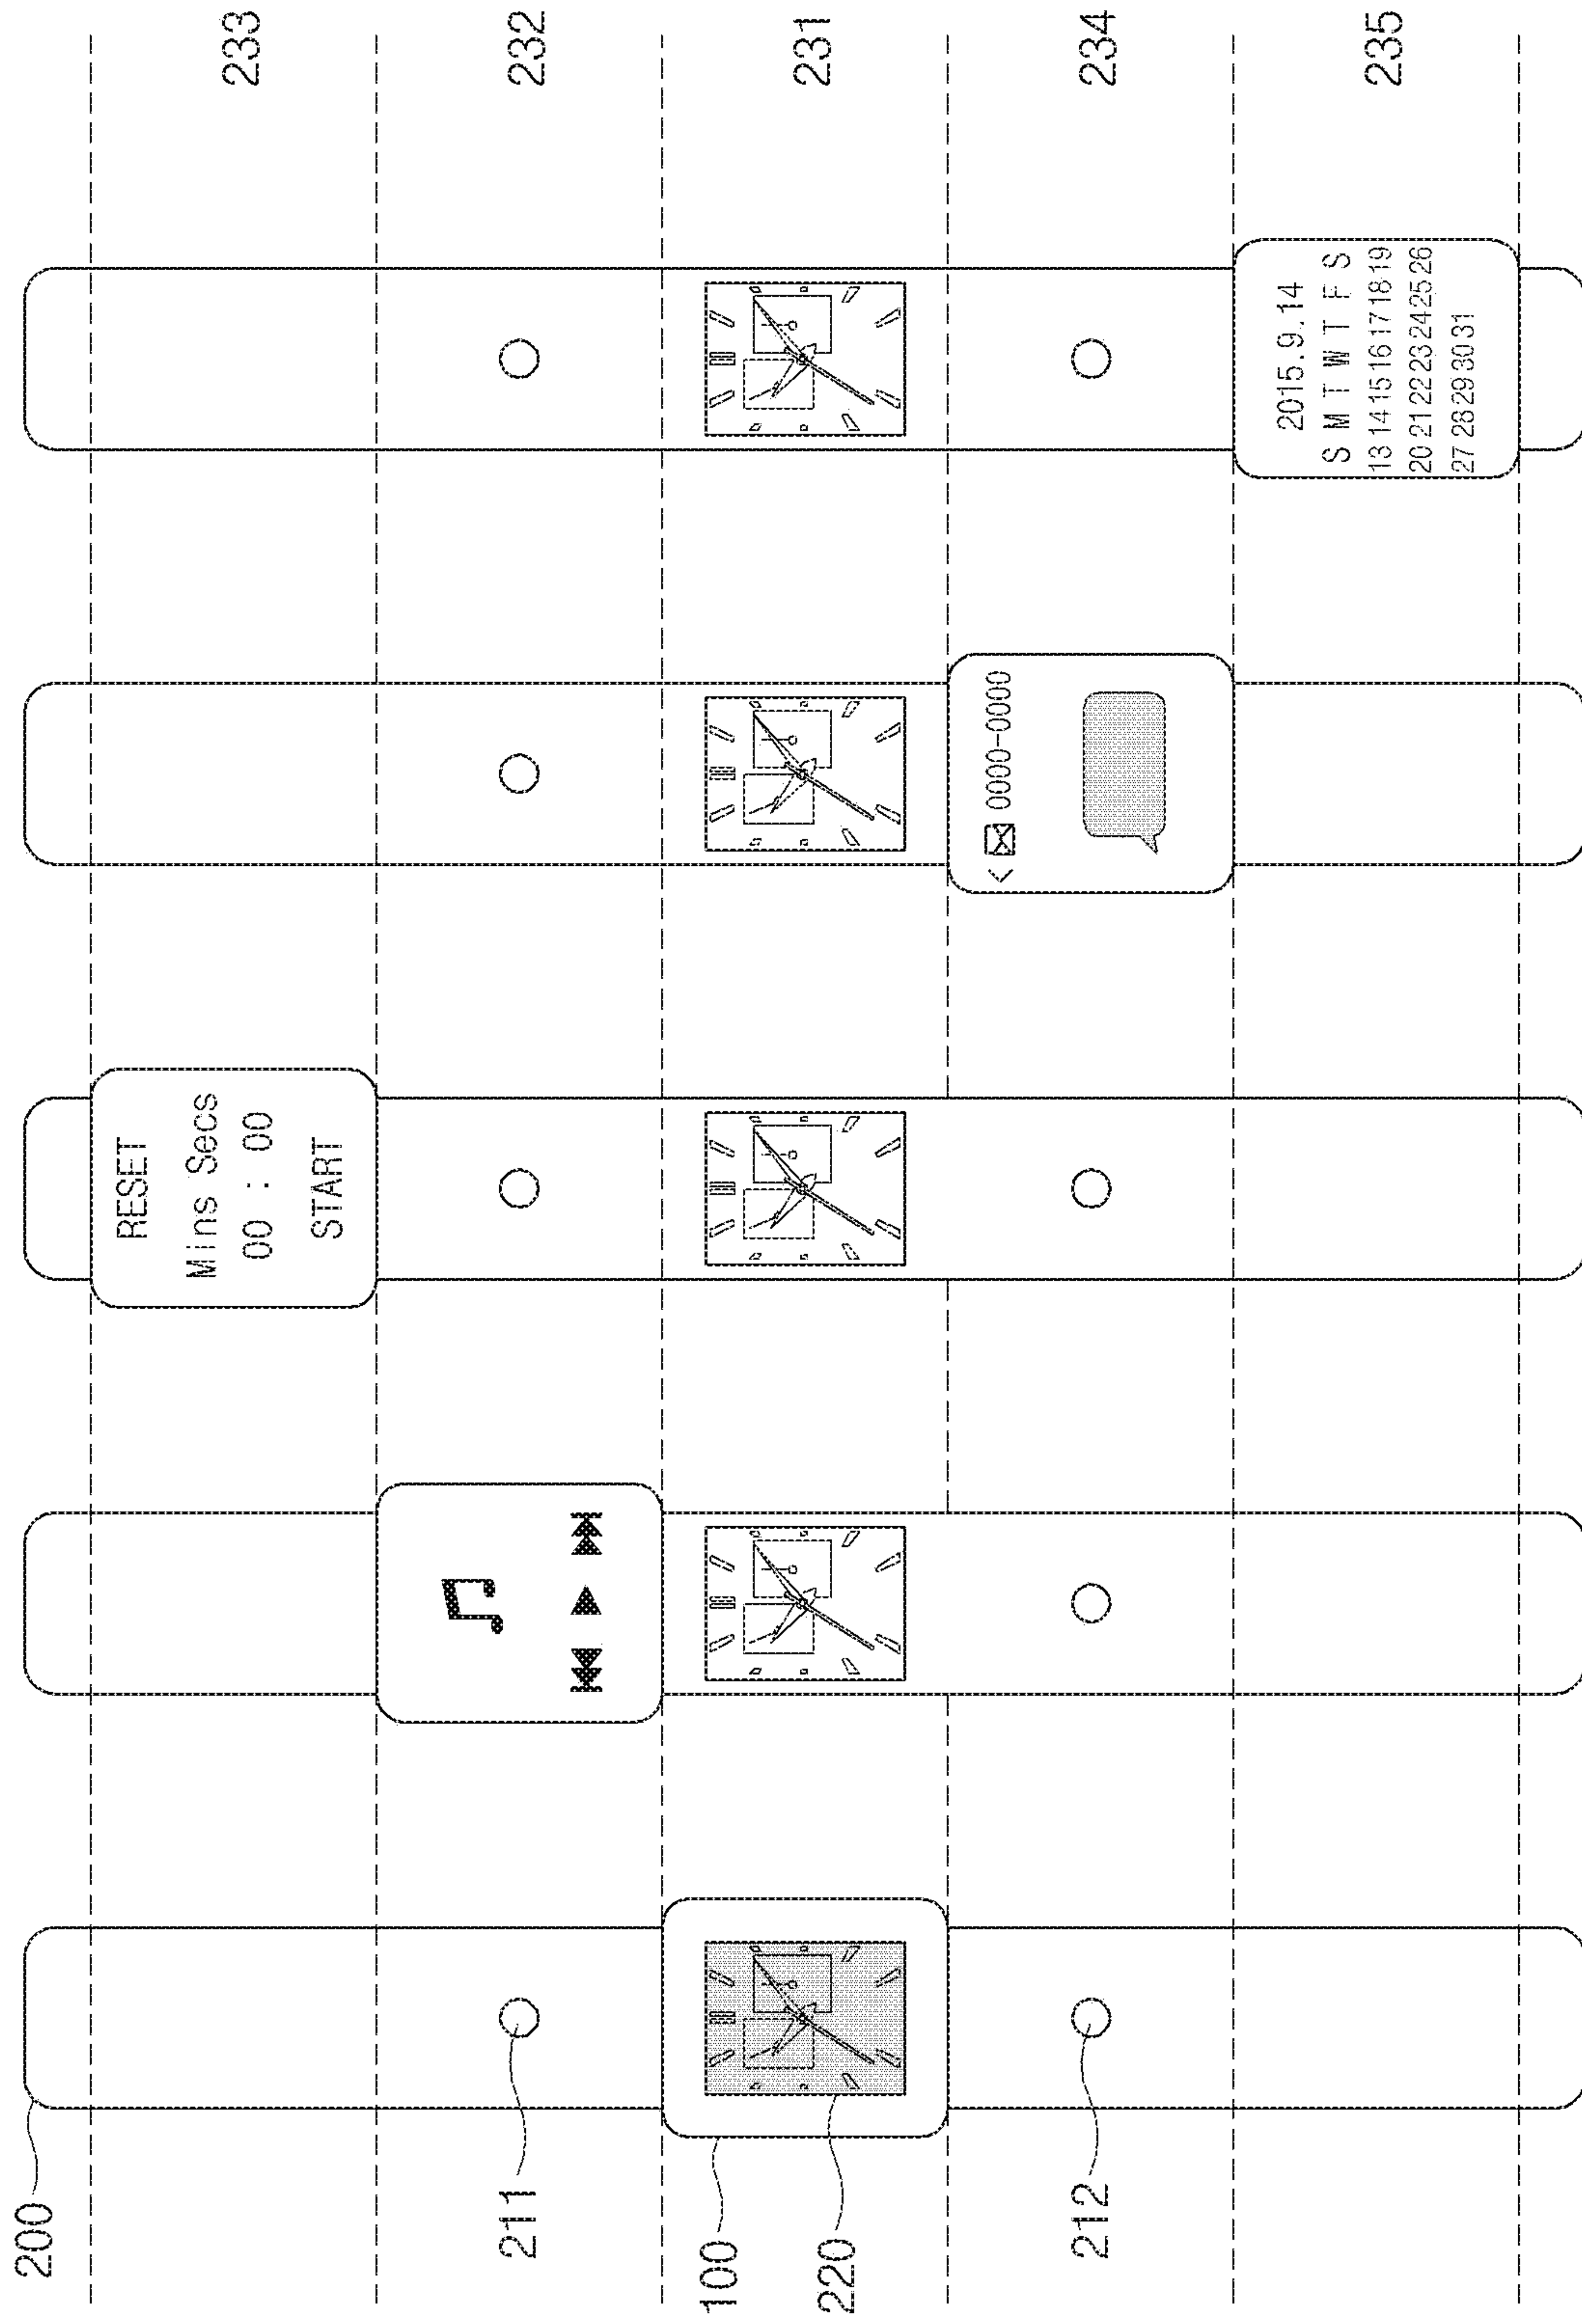 200
211
100
220
212
RESET
Mins Secs
00 : 00
START
< 0000-0000
2015.9.14
S M T W T F S
13 14 15 16 17 18 19
20 21 22 23 24 25 26
27 28 29 30 31
233
232
231
234
235